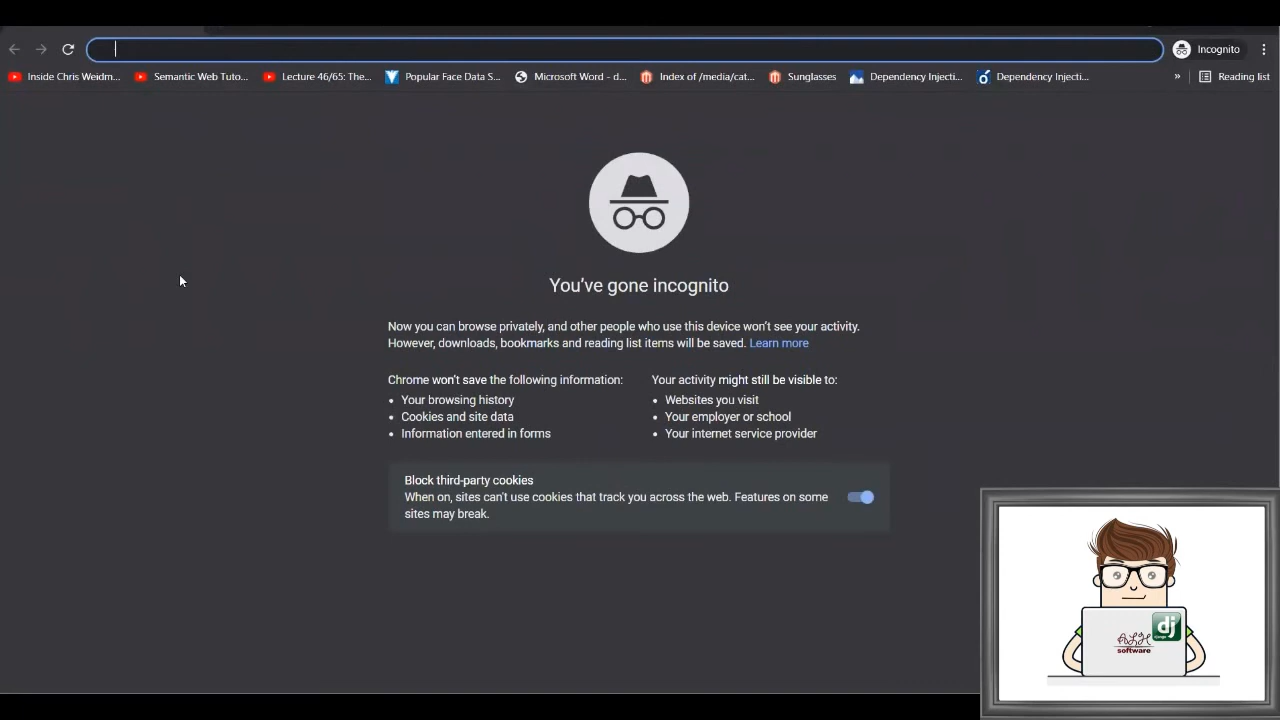 Incognito
Inside Chris Weidm... Semantic Web Tuto... Lecture 46/65: The... Popular Face Data S... Microsoft Word - d... Index of /media/cat... Sunglasses Dependency Injecti... Dependency Injecti... » Reading list
You've gone incognito
Now you can browse privately, and other people who use this device won't see your activity.
However, downloads, bookmarks and reading list items will be saved. Learn more
Chrome won't save the following information:
• Your browsing history
• Cookies and site data
• Information entered in forms
Your activity might still be visible to:
• Websites you visit
• Your employer or school
• Your internet service provider
Block third-party cookies
When on, sites can't use cookies that track you across the web. Features on some
sites may break.
dj
software